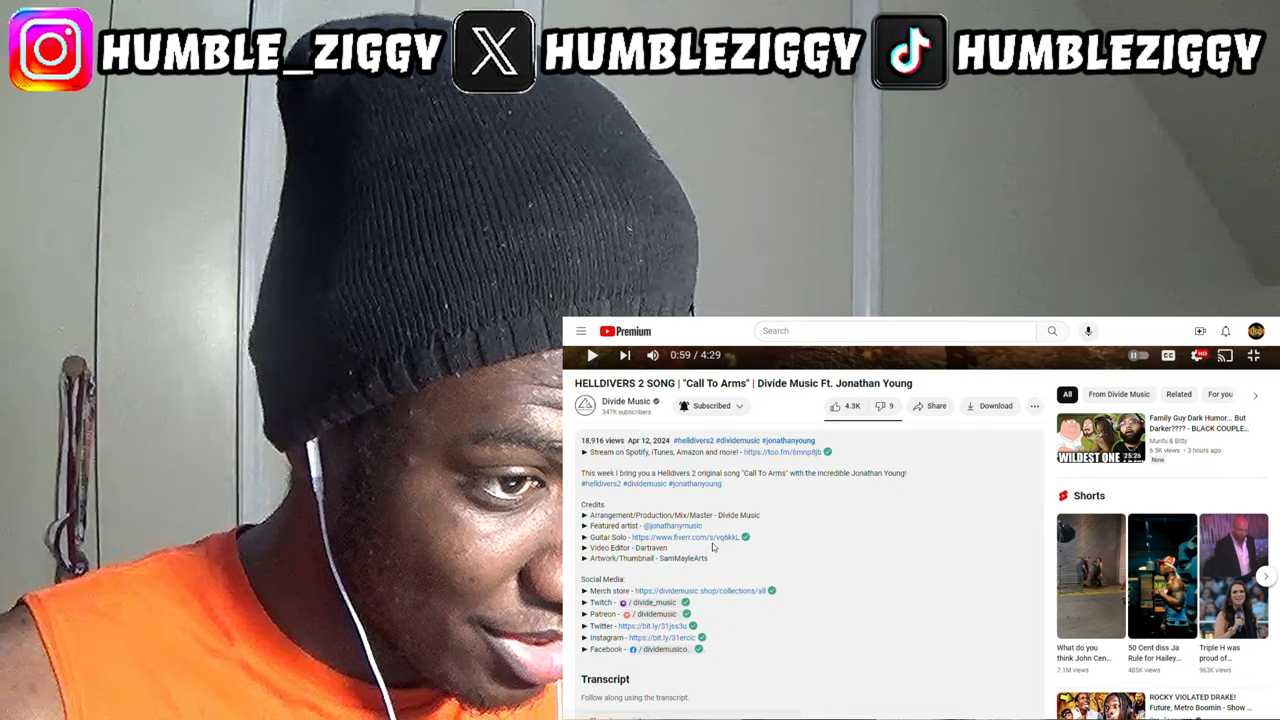 HUMBLE_ZIGGY
HUMBLEZIGGY
HUMBLEZIGGY
Premium
Search
0:59 / 4:29
CC
HD
HELLDIVERS 2 SONG | "Call To Arms" | Divide Music Ft. Jonathan Young
Divide Music
347K subscribers
Subscribed
4.3K
9
Share
Download
18,916 views Apr 12, 2024 #helldivers2 #dividemusic #jonathanyoung
► Stream on Spotify, iTunes, Amazon and more! - https://too.fm/6mnp8jb
This week I bring you a Helldivers 2 original song "Call To Arms" with the incredible Jonathan Young!
#helldivers2 #dividemusic #jonathanyoung
Credits
► Arrangement/Production/Mix/Master - Divide Music
► Featured artist - @jonathanymusic
► Guitar Solo - https://www.fiverr.com/s/vq6kkL
► Video Editor - Dartraven
► Artwork/Thumbnail - SamMayleArts
Social Media:
► Merch store - https://dividemusic.shop/collections/all
► Twitch - / divide_music
► Patreon - / dividemusic
► Twitter - https://bit.ly/31jss3u
► Instagram - https://bit.ly/31ercic
► Facebook - / dividemusico.
Transcript
Follow along using the transcript.
All
From Divide Music
Related
For you
WILDEST ONE
25:26
Family Guy Dark Humor... But
Darker???? - BLACK COUPLE...
Munfu & Bitty
6.5K views • 3 hours ago
New
Shorts
What do you
think John Cen...
7.1M views
50 Cent diss Ja
Rule for Hailey...
485K views
Triple H was
proud of...
963K views
ROCKY VIOLATED DRAKE!
Future, Metro Boomin - Show ...